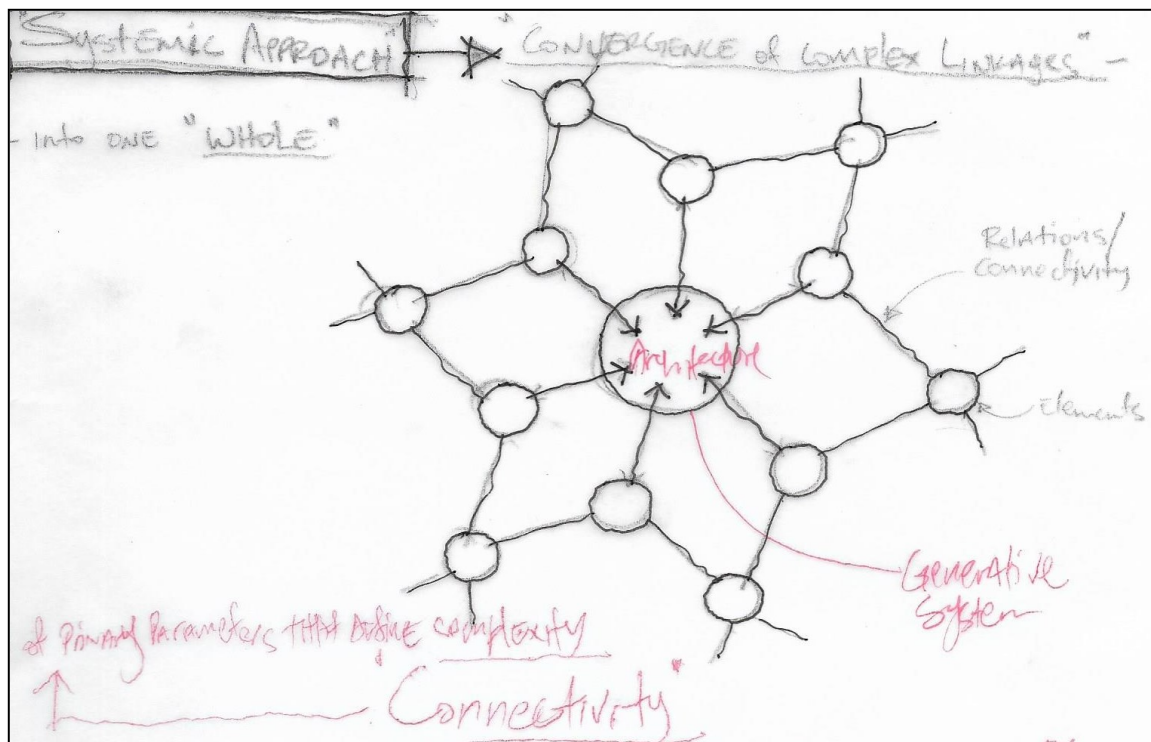 "Systemic Approach" "Convergence of Complex Linkages" -
- into one "Whole"
Relations/
Connectivity
Architecture
Elements
Generative
System
of Primary Parameters that define complexity
"Connectivity"